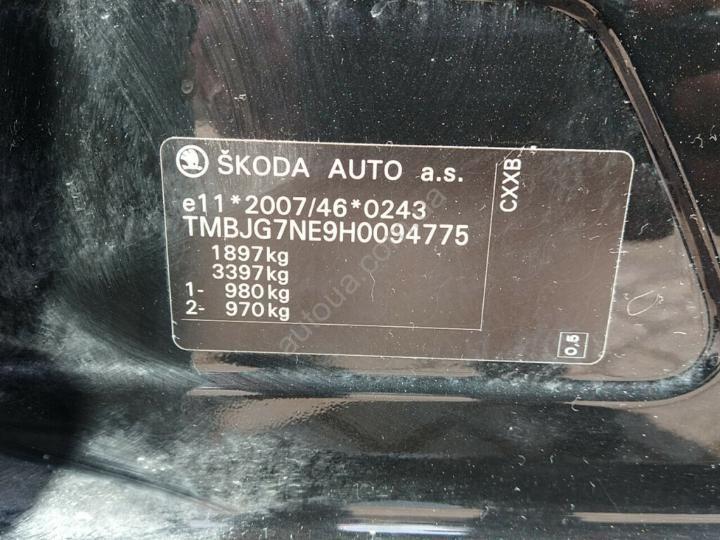 ŠKODA AUTO a.s.
e11*2007/46*0243
TMBJG7NE9H0094775
1897kg
3397kg
1- 980kg
2- 970kg
CXXB
0,5
autoua.com.ua